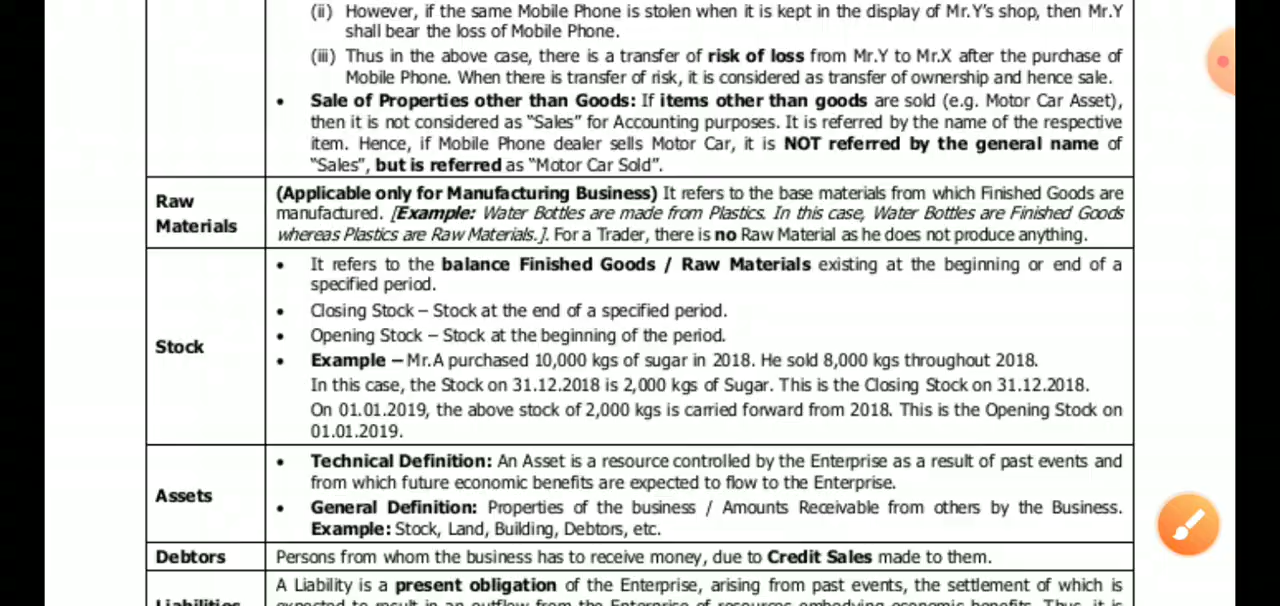 (ii) However, if the same Mobile Phone is stolen when it is kept in the display of Mr.Y's shop, then Mr.Y
shall bear the loss of Mobile Phone.
(iii) Thus in the above case, there is a transfer of risk of loss from Mr.Y to Mr.X after the purchase of
Mobile Phone. When there is transfer of risk, it is considered as transfer of ownership and hence sale.
• Sale of Properties other than Goods: If items other than goods are sold (e.g. Motor Car Asset),
then it is not considered as "Sales" for Accounting purposes. It is referred by the name of the respective
item. Hence, if Mobile Phone dealer sells Motor Car, it is NOT referred by the general name of
"Sales", but is referred as "Motor Car Sold".
Raw
Materials
(Applicable only for Manufacturing Business) It refers to the base materials from which Finished Goods are
manufactured. [Example: Water Bottles are made from Plastics. In this case, Water Bottles are Finished Goods
whereas Plastics are Raw Materials.]. For a Trader, there is no Raw Material as he does not produce anything.
Stock
• It refers to the balance Finished Goods / Raw Materials existing at the beginning or end of a
specified period.
• Closing Stock – Stock at the end of a specified period.
• Opening Stock – Stock at the beginning of the period.
• Example – Mr.A purchased 10,000 kgs of sugar in 2018. He sold 8,000 kgs throughout 2018.
In this case, the Stock on 31.12.2018 is 2,000 kgs of Sugar. This is the Closing Stock on 31.12.2018.
On 01.01.2019, the above stock of 2,000 kgs is carried forward from 2018. This is the Opening Stock on
01.01.2019.
Assets
• Technical Definition: An Asset is a resource controlled by the Enterprise as a result of past events and
from which future economic benefits are expected to flow to the Enterprise.
• General Definition: Properties of the business / Amounts Receivable from others by the Business.
Example: Stock, Land, Building, Debtors, etc.
Debtors
Persons from whom the business has to receive money, due to Credit Sales made to them.
Liabilities
A Liability is a present obligation of the Enterprise, arising from past events, the settlement of which is
expected to result in an outflow from the Enterprise of resources embodying economic benefits. Thus, it is